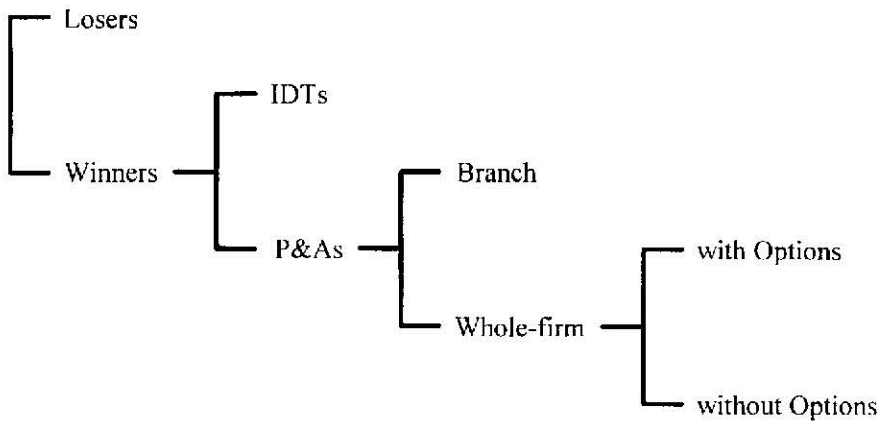 Losers
IDTs
Winners
Branch
P&As
with Options
Whole-firm
without Options